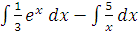 ∫ 1/3 eˣ dx − ∫ 5/x dx